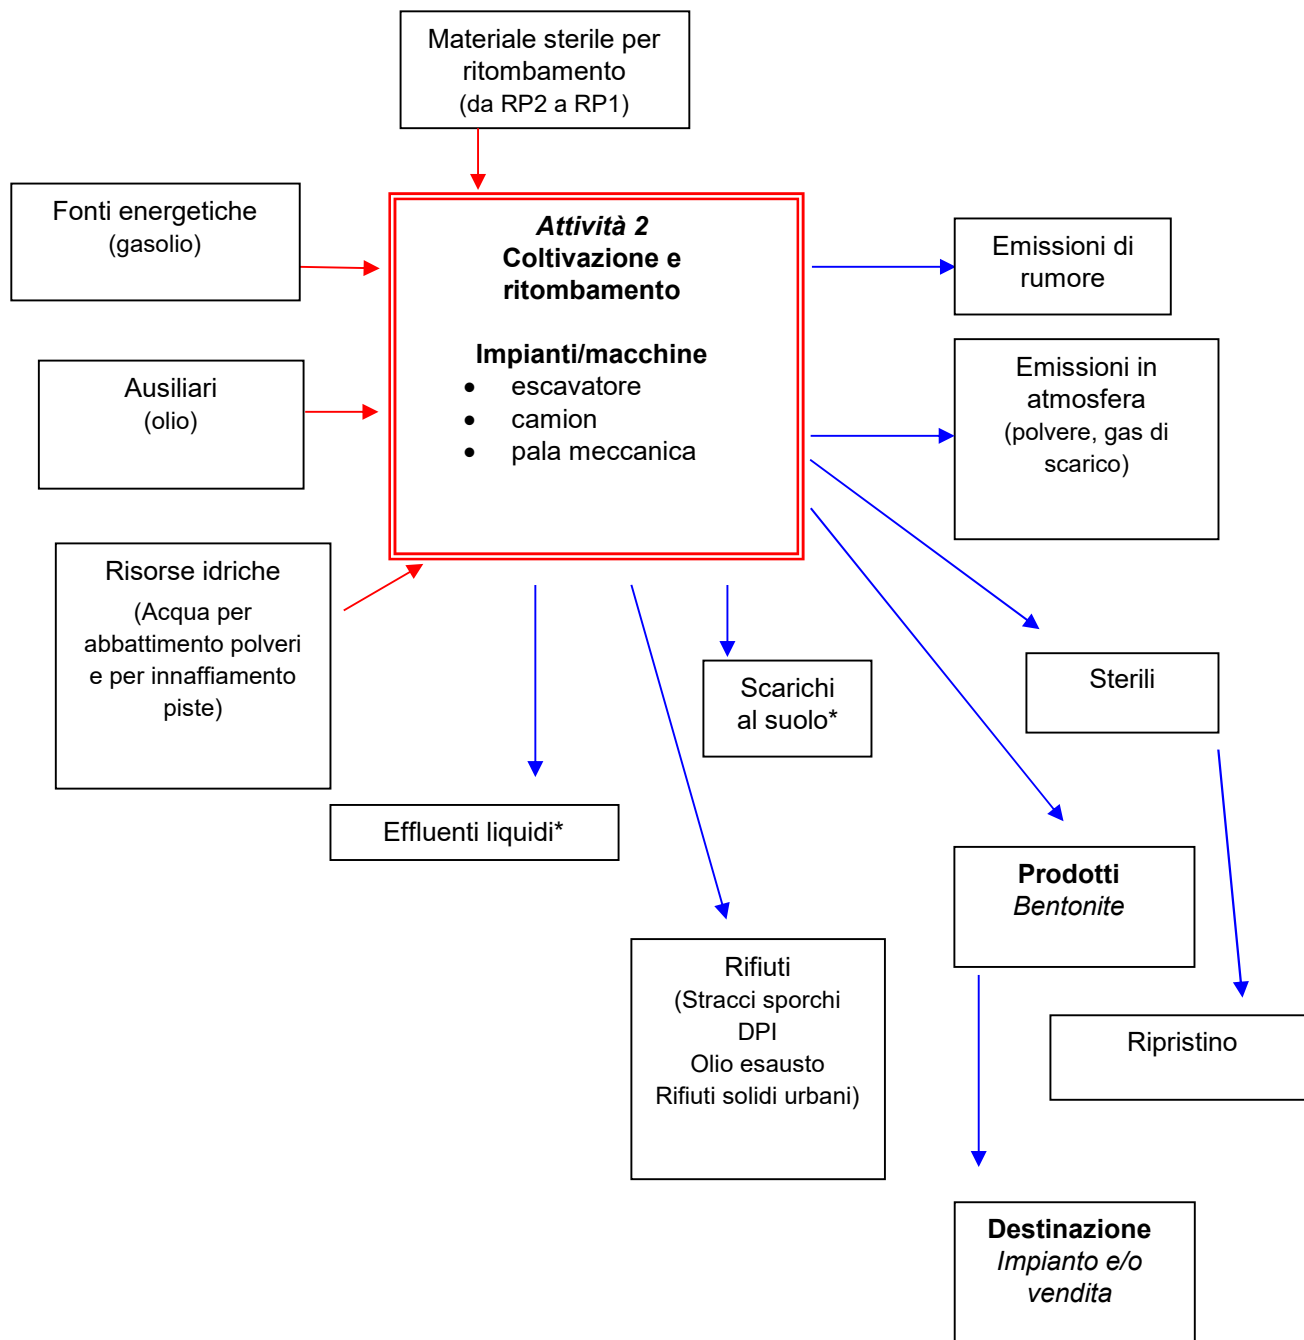 Materiale sterile per
ritombamento
(da RP2 a RP1)
Fonti energetiche
(gasolio)
Attività 2
Coltivazione e
ritombamento
Impianti/macchine
• escavatore
• camion
• pala meccanica
Emissioni di
rumore
Ausiliari
(olio)
Emissioni in
atmosfera
(polvere, gas di
scarico)
Risorse idriche
(Acqua per
abbattimento polveri
e per innaffiamento
piste)
Scarichi
al suolo*
Sterili
Effluenti liquidi*
Prodotti
Bentonite
Rifiuti
(Stracci sporchi
DPI
Olio esausto
Rifiuti solidi urbani)
Ripristino
Destinazione
Impianto e/o
vendita